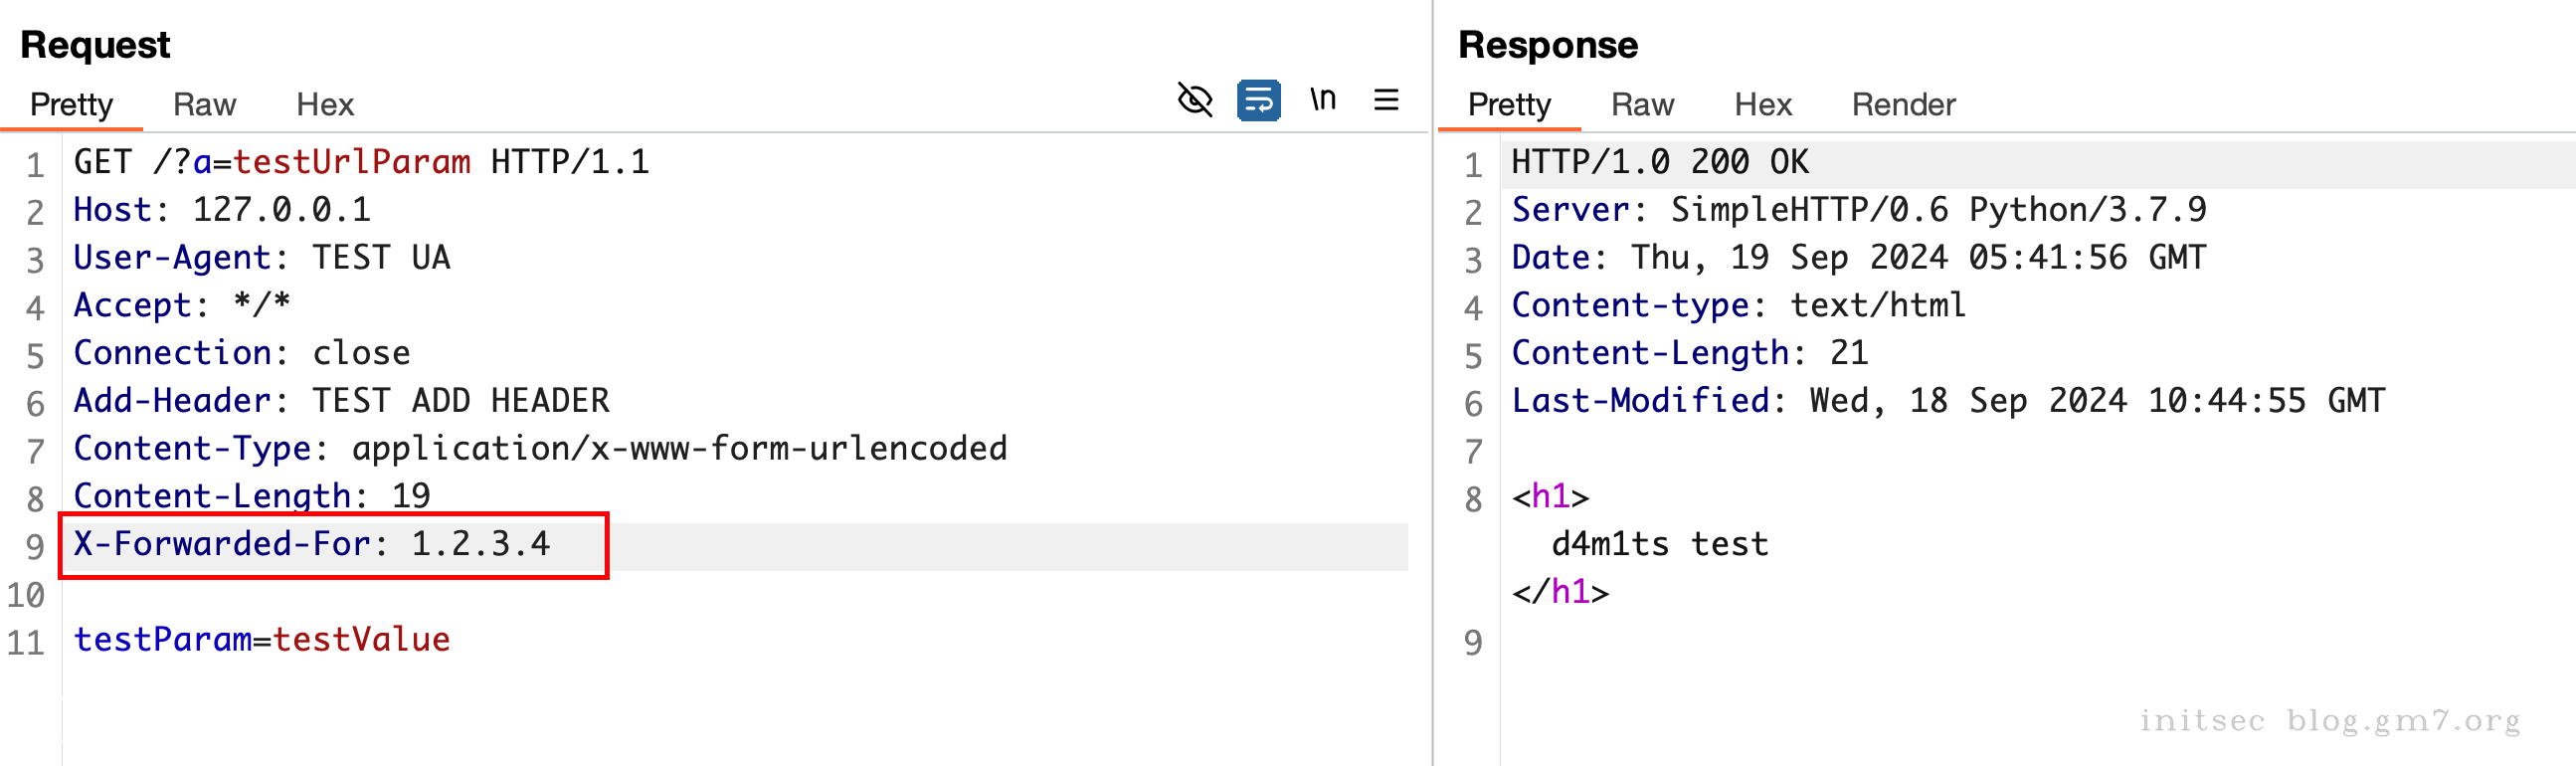 Request
Pretty Raw Hex
\n
1 GET /?a=testUrlParam HTTP/1.1
2 Host: 127.0.0.1
3 User-Agent: TEST UA
4 Accept: */*
5 Connection: close
6 Add-Header: TEST ADD HEADER
7 Content-Type: application/x-www-form-urlencoded
8 Content-Length: 19
9 X-Forwarded-For: 1.2.3.4
10
11 testParam=testValue
Response
Pretty Raw Hex Render
1 HTTP/1.0 200 OK
2 Server: SimpleHTTP/0.6 Python/3.7.9
3 Date: Thu, 19 Sep 2024 05:41:56 GMT
4 Content-type: text/html
5 Content-Length: 21
6 Last-Modified: Wed, 18 Sep 2024 10:44:55 GMT
7
8 <h1>
d4m1ts test
</h1>
9
initsec blog.gm7.org